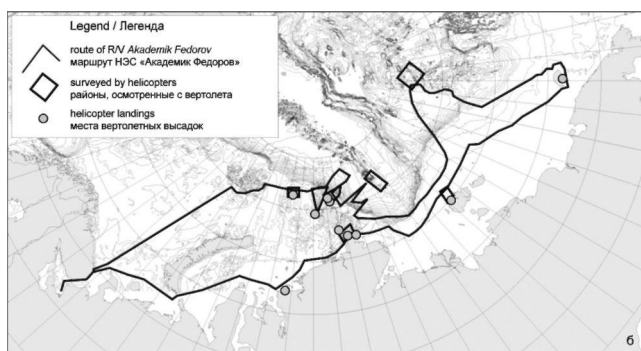 Legend / Легенда
route of R/V Akademik Fedorov
маршрут НЭС «Академик Федоров»
surveyed by helicopters
районы, осмотренные с вертолета
helicopter landings
места вертолетных высадок
б